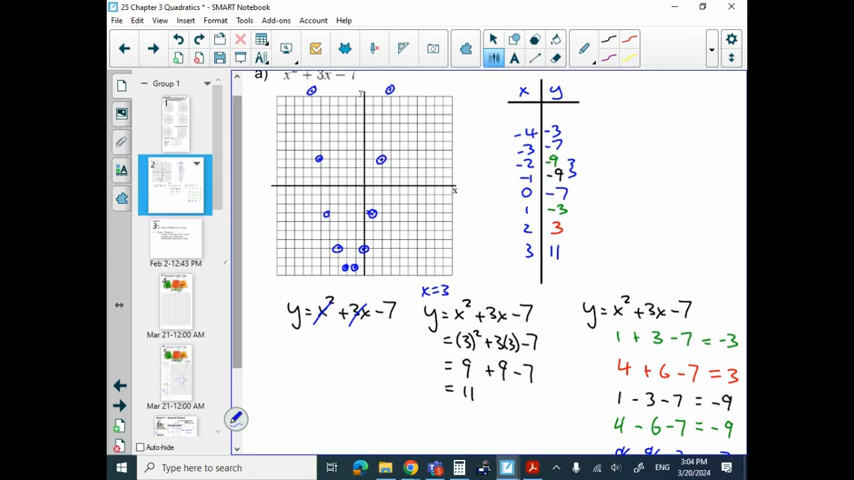 25 Chapter 3 Quadratics * - SMART Notebook
File Edit View Insert Format Tools Add-ons Account Help
Group 1
1
2
3
Feb 2-12:43 PM
Mar 21-12:00 AM
Mar 21-12:00 AM
Auto-hide
a) x² + 3x − 7
y
x
x y
-4 -3
-3 -7
-2 -9
-1 -9
0 -7
1 -3
2 3
3 11
y = x² + 3x - 7
x=3
y = x² + 3x - 7
= (3)² + 3(3) - 7
= 9 + 9 - 7
= 11
y = x² + 3x - 7
1 + 3 - 7 = -3
4 + 6 - 7 = 3
1 - 3 - 7 = -9
4 - 6 - 7 = -9
Type here to search
ENG
3:04 PM
3/20/2024